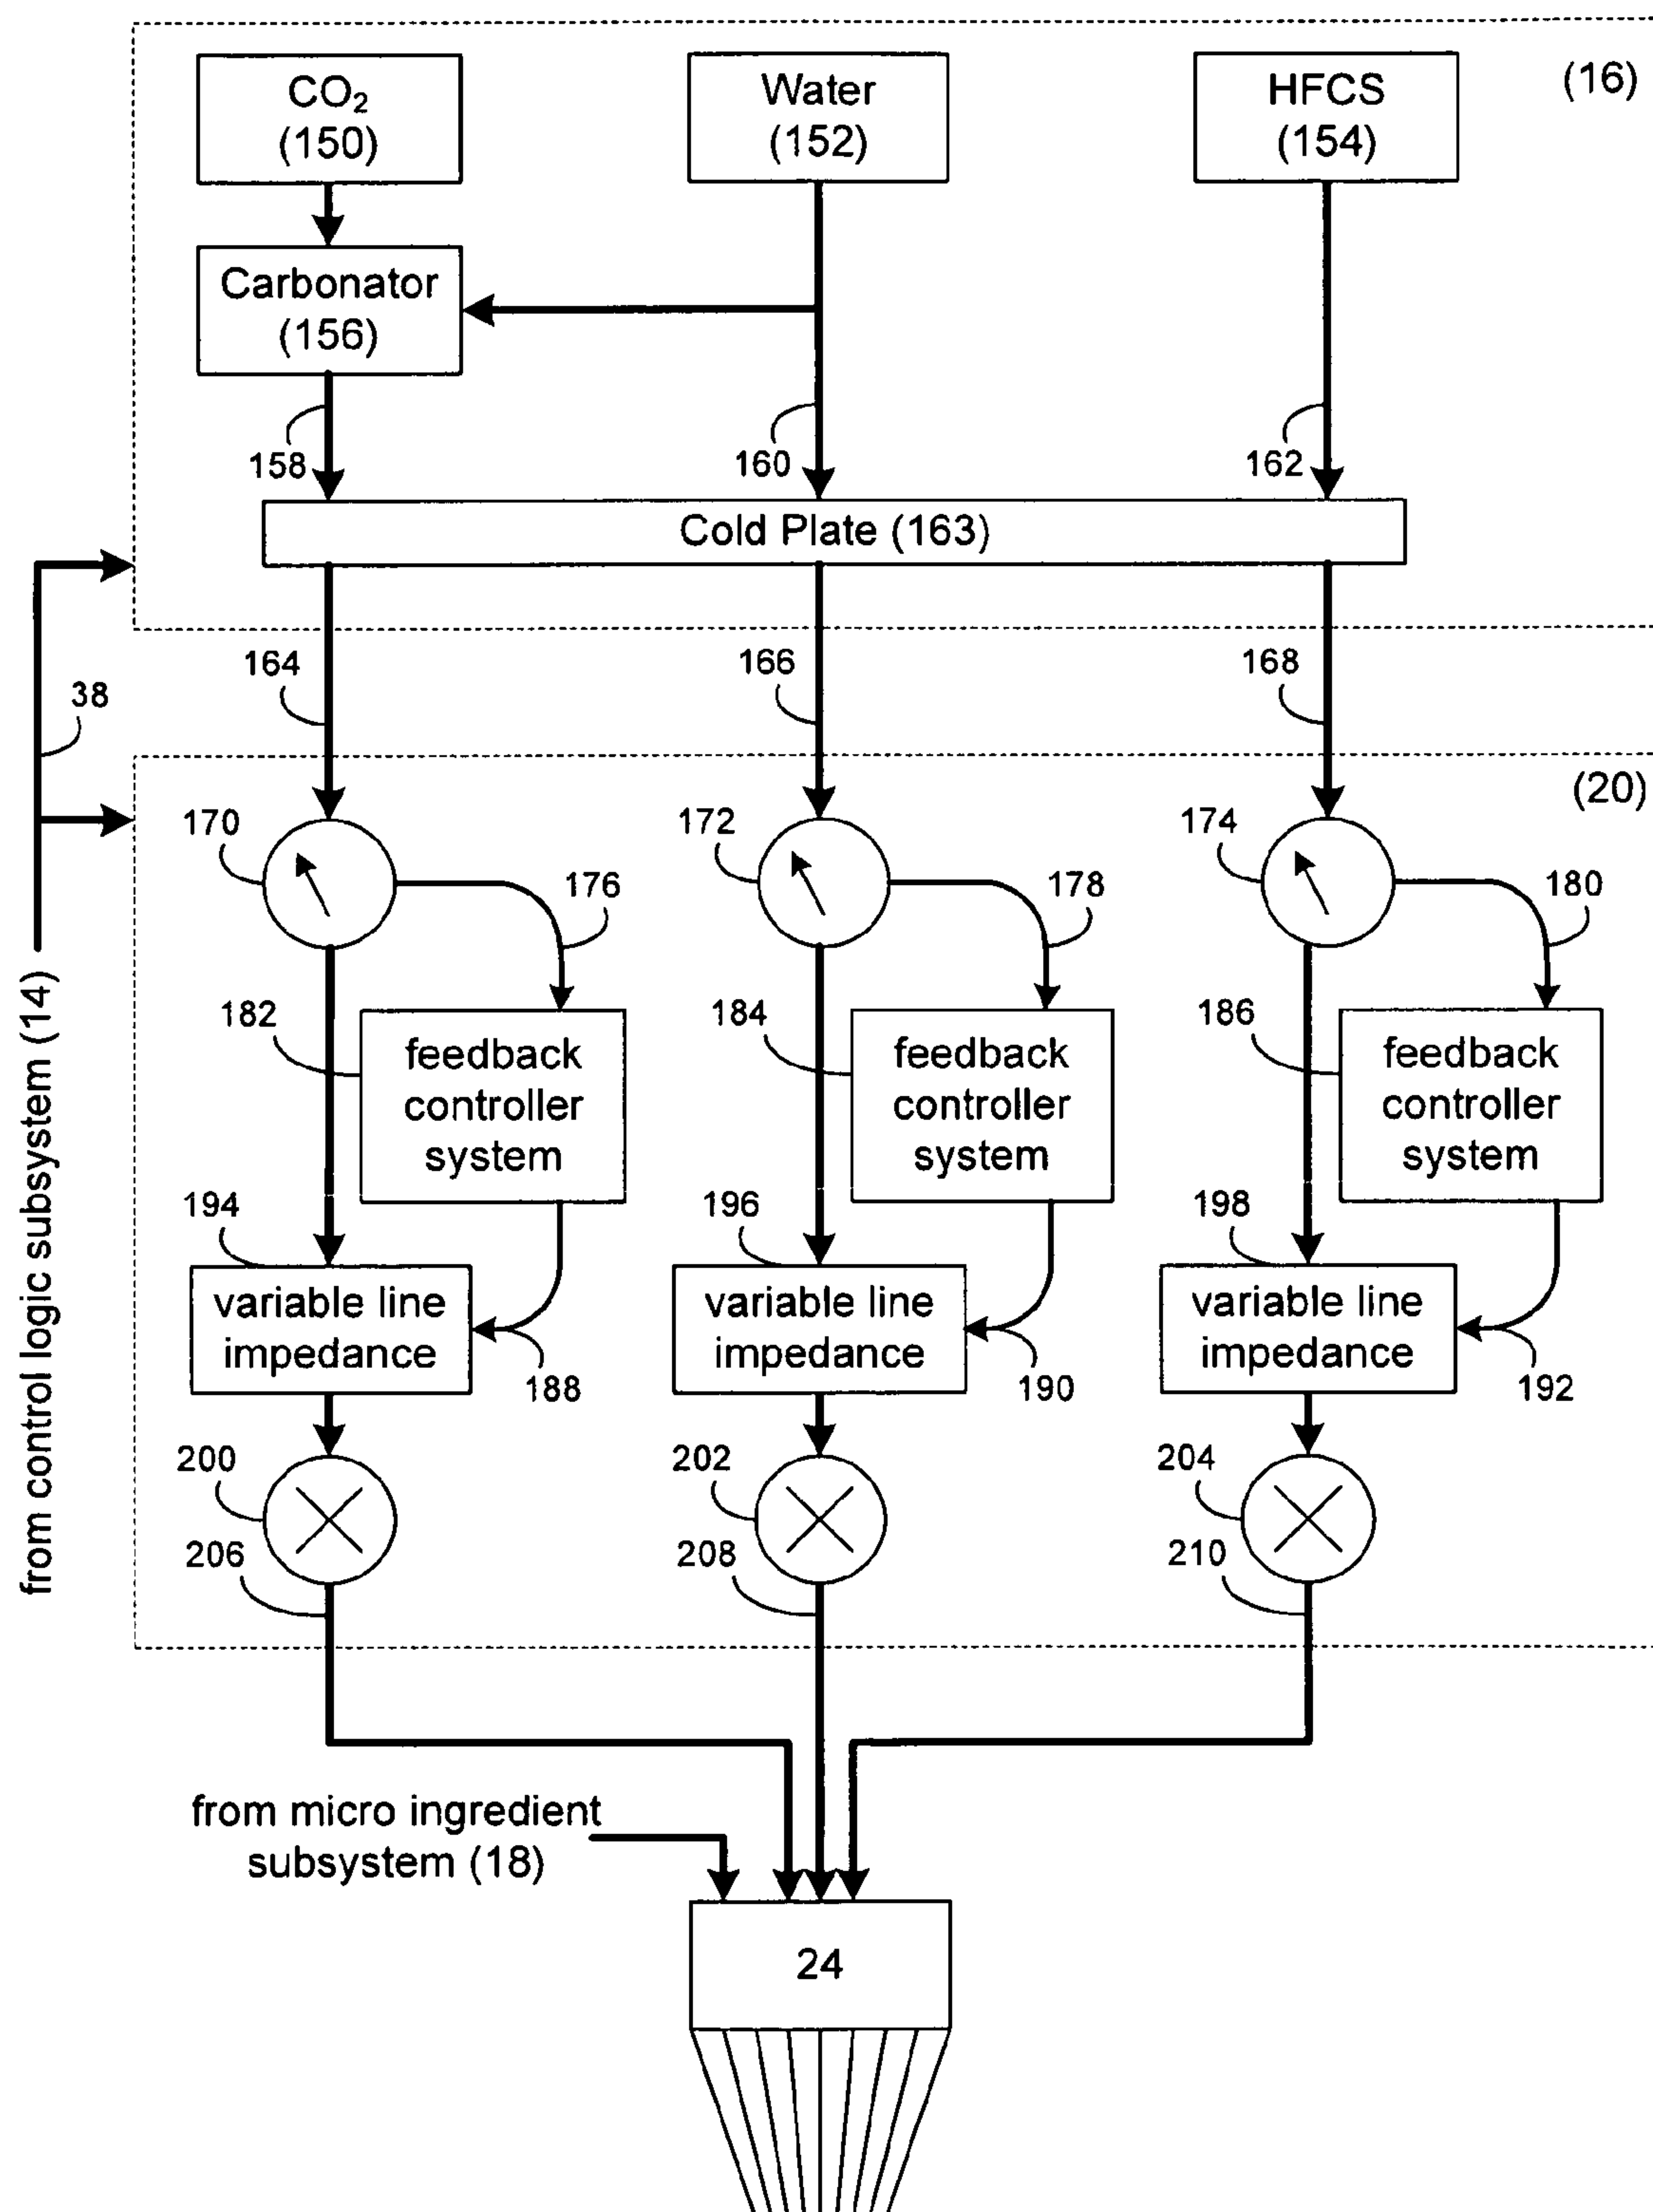 CO₂
(150)
Water
(152)
HFCS
(154)
(16)
Carbonator
(156)
158
160
162
Cold Plate (163)
164
166
168
38
(20)
170
172
174
176
178
180
182
feedback
controller
system
184
feedback
controller
system
186
feedback
controller
system
194
196
198
variable line
impedance
variable line
impedance
variable line
impedance
188
190
192
200
202
204
206
208
210
from control logic subsystem (14)
from micro ingredient
subsystem (18)
24